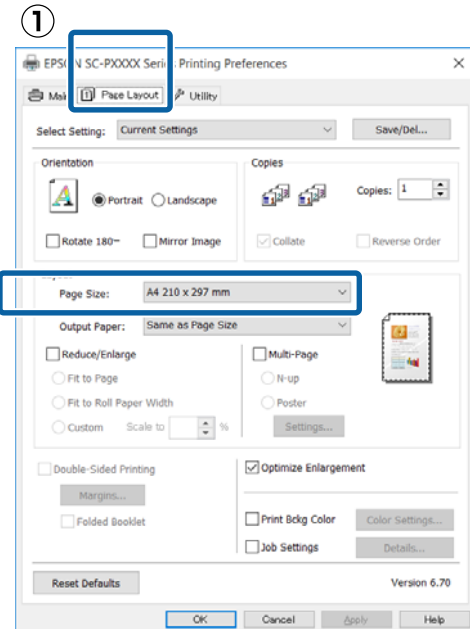 ①
EPSON SC-PXXXX Series Printing Preferences
Main Page Layout Utility
Select Setting: Current Settings Save/Del...
Orientation Copies
Portrait Landscape Copies: 1
Rotate 180° Mirror Image Collate Reverse Order
Layout
Page Size: A4 210 x 297 mm
Output Paper: Same as Page Size
Reduce/Enlarge Multi-Page
Fit to Page N-up
Fit to Roll Paper Width Poster
Custom Scale to % Settings...
Double-Sided Printing Optimize Enlargement
Margins...
Folded Booklet Print Bckg Color Color Settings...
Job Settings Details...
Reset Defaults Version 6.70
OK Cancel Apply Help